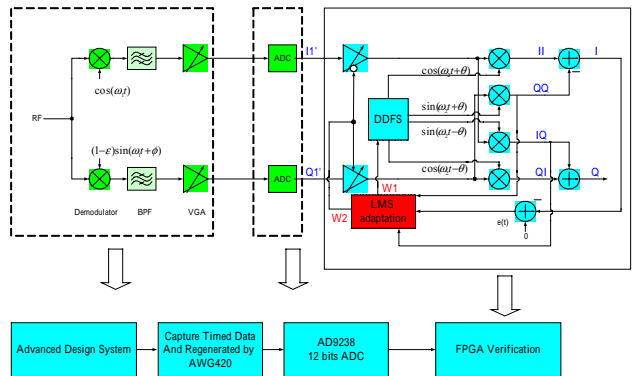 I1'
II
I
ADC
cos(ω₁t)
cos(ω₂t+θ)
QQ
sin(ω₂t+θ)
DDFS
sin(ω₂t−θ)
IQ
RF
(1−ε)sin(ω₁t+ϕ)
cos(ω₂t−θ)
ADC
Q1'
QI
Q
W1
Demodulator
BPF
VGA
W2
LMS
adaptation
e(t)
0
Advanced Design System
Capture Timed Data
And Regenerated by
AWG420
AD9238
12 bits ADC
FPGA Verification